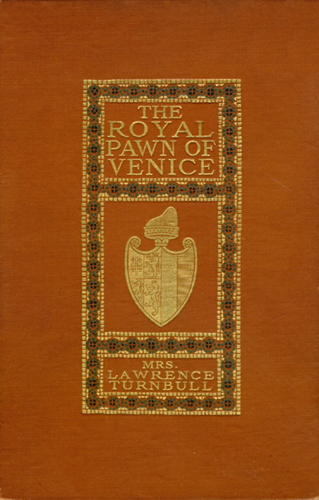 THE
ROYAL
PAWN OF
VENICE
MRS.
LAWRENCE
TURNBULL